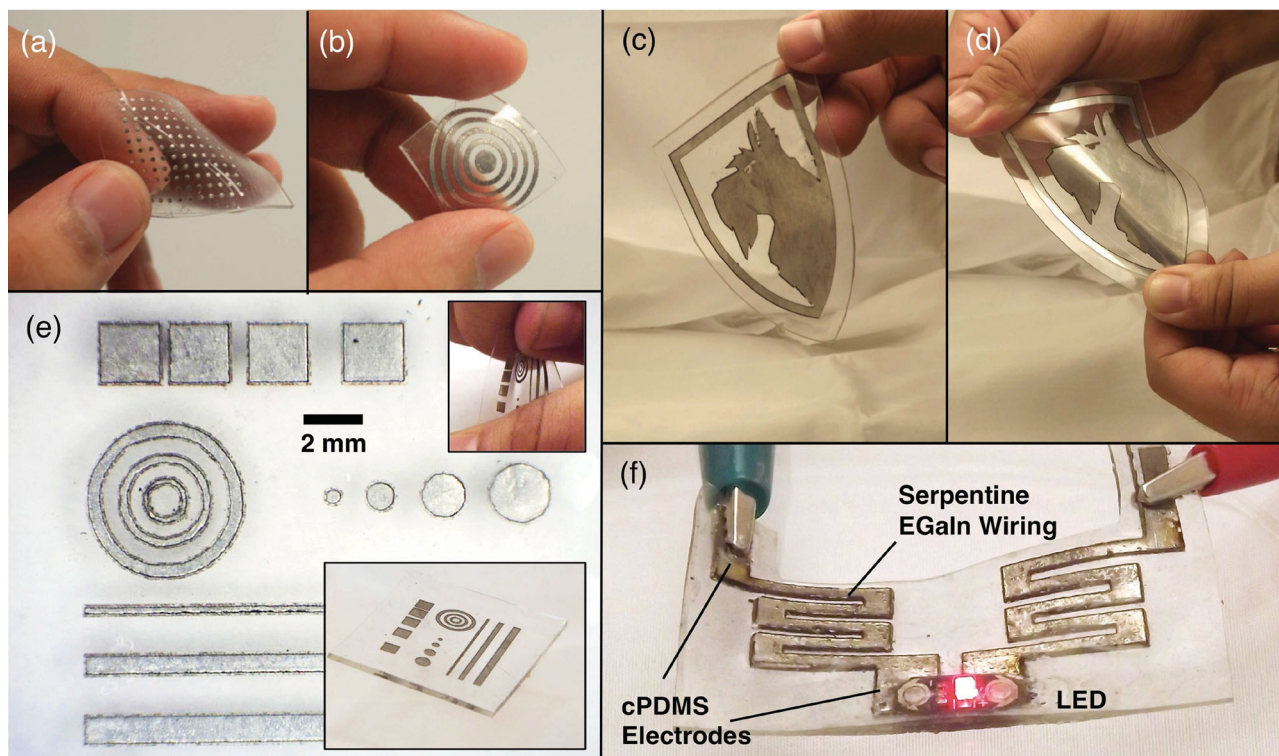 (a)
(b)
(c)
(d)
(e)
2 mm
(f)
Serpentine
EGaIn Wiring
cPDMS
Electrodes
LED